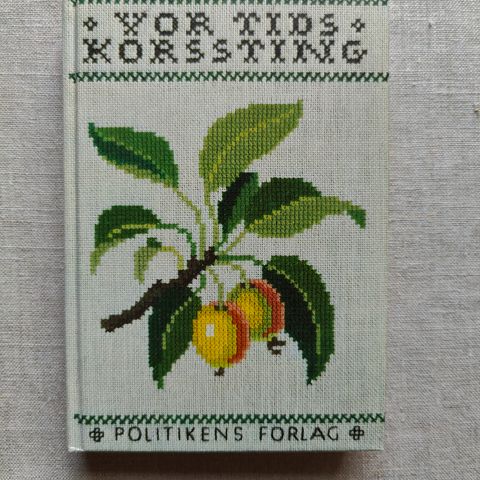 VOR TIDS
KORSSTING
POLITIKENS FORLAG